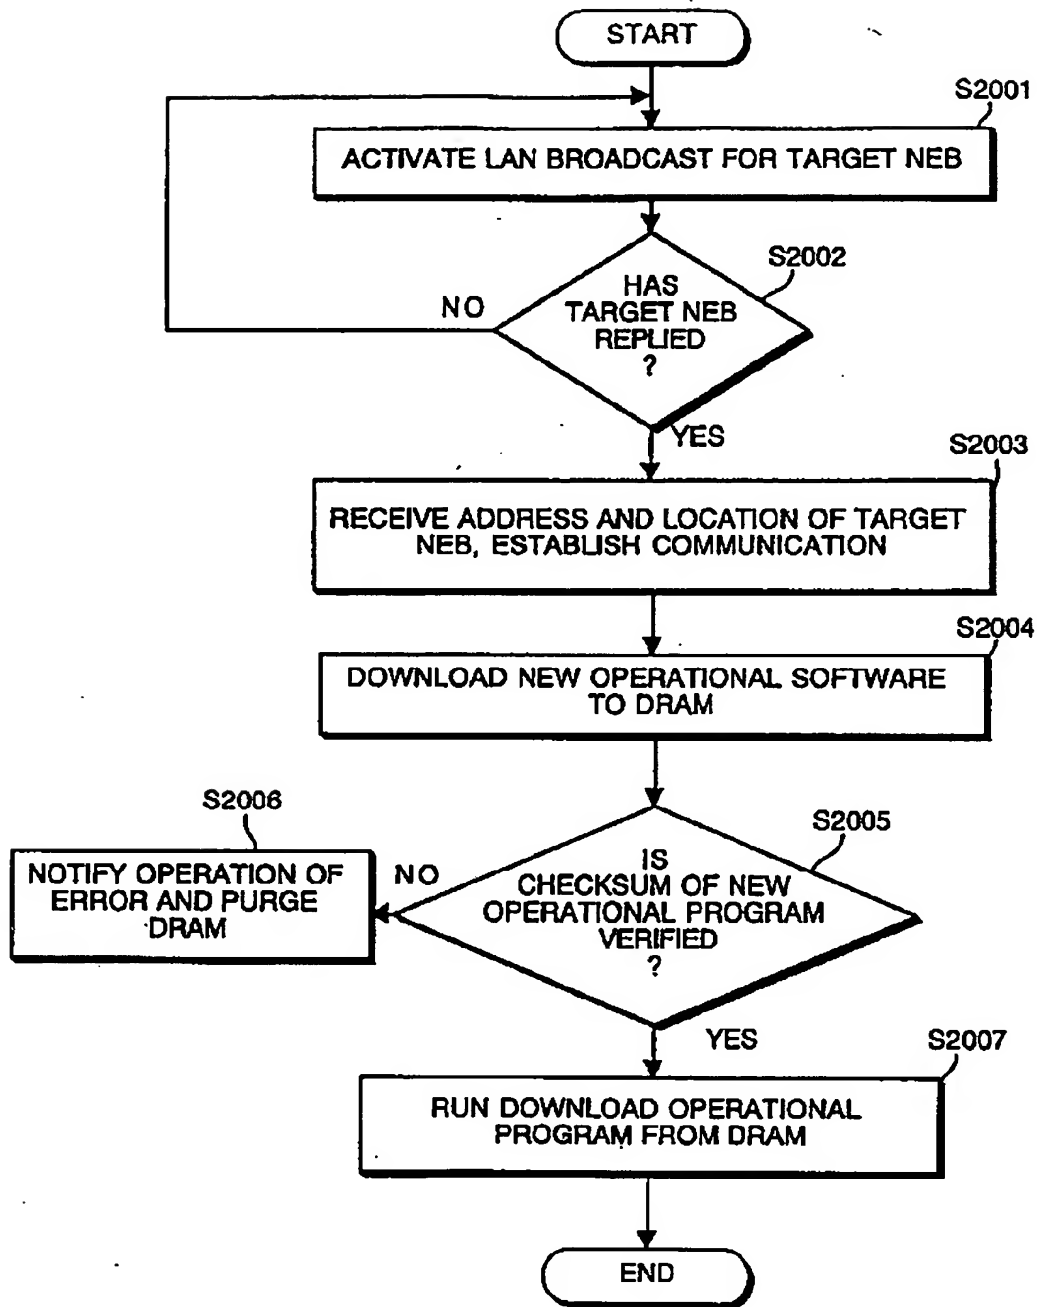 START
S2001
ACTIVATE LAN BROADCAST FOR TARGET NEB
S2002
HAS
TARGET NEB
REPLIED
?
NO
YES
S2003
RECEIVE ADDRESS AND LOCATION OF TARGET
NEB, ESTABLISH COMMUNICATION
S2004
DOWNLOAD NEW OPERATIONAL SOFTWARE
TO DRAM
S2005
IS
CHECKSUM OF NEW
OPERATIONAL PROGRAM
VERIFIED
?
NO
S2006
NOTIFY OPERATION OF
ERROR AND PURGE
DRAM
YES
S2007
RUN DOWNLOAD OPERATIONAL
PROGRAM FROM DRAM
END